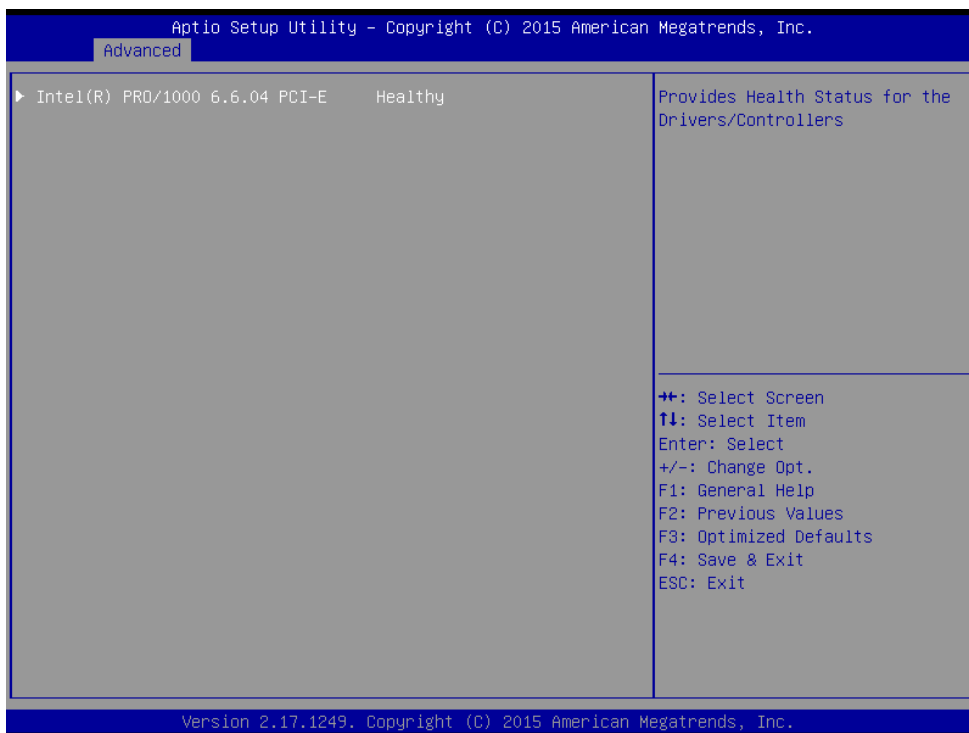 Aptio Setup Utility – Copyright (C) 2015 American Megatrends, Inc.
Advanced
▶ Intel(R) PRO/1000 6.6.04 PCI-E Healthy
Provides Health Status for the
Drivers/Controllers
→←: Select Screen
↑↓: Select Item
Enter: Select
+/-: Change Opt.
F1: General Help
F2: Previous Values
F3: Optimized Defaults
F4: Save & Exit
ESC: Exit
Version 2.17.1249. Copyright (C) 2015 American Megatrends, Inc.